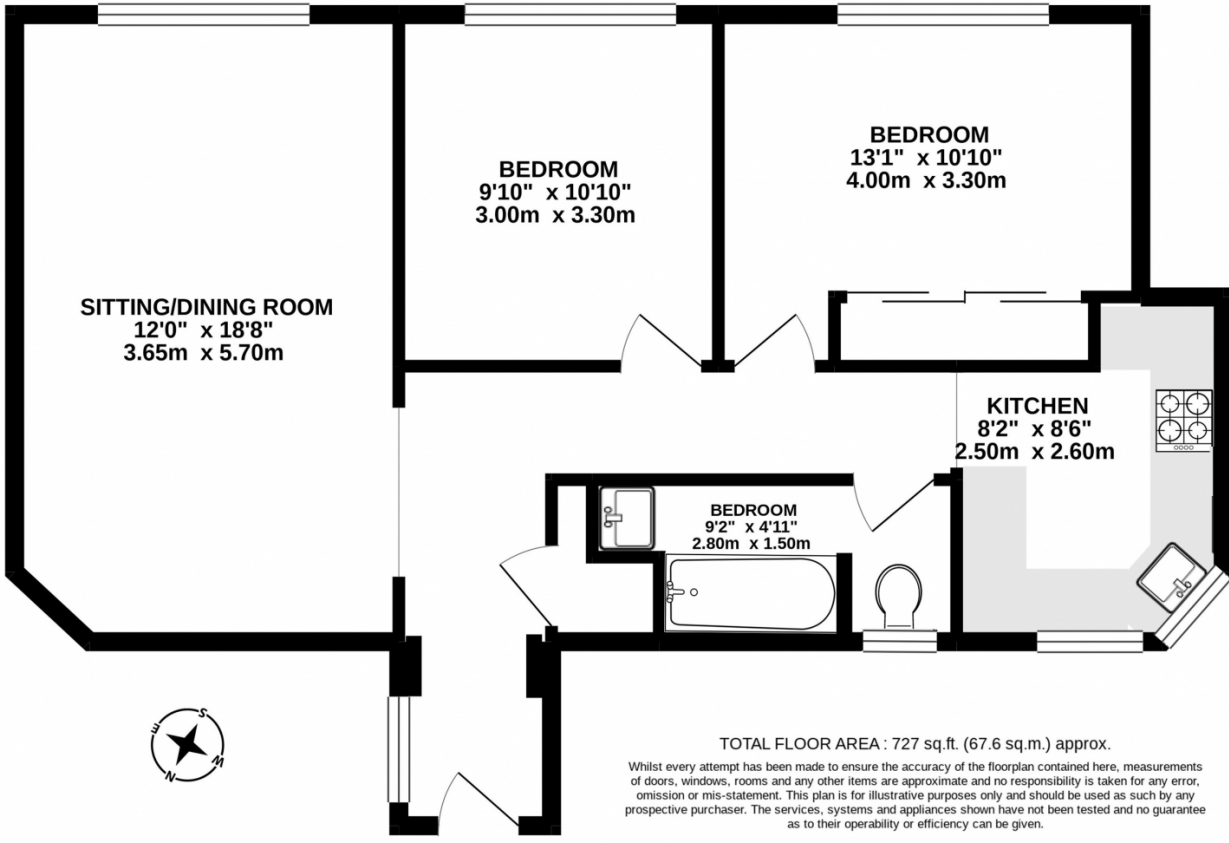 BEDROOM
13'1" x 10'10"
4.00m x 3.30m
BEDROOM
9'10" x 10'10"
3.00m x 3.30m
SITTING/DINING ROOM
12'0" x 18'8"
3.65m x 5.70m
KITCHEN
8'2" x 8'6"
2.50m x 2.60m
BEDROOM
9'2" x 4'11"
2.80m x 1.50m
S
E
W
N
TOTAL FLOOR AREA : 727 sq.ft. (67.6 sq.m.) approx.
Whilst every attempt has been made to ensure the accuracy of the floorplan contained here, measurements
of doors, windows, rooms and any other items are approximate and no responsibility is taken for any error,
omission or mis-statement. This plan is for illustrative purposes only and should be used as such by any
prospective purchaser. The services, systems and appliances shown have not been tested and no guarantee
as to their operability or efficiency can be given.